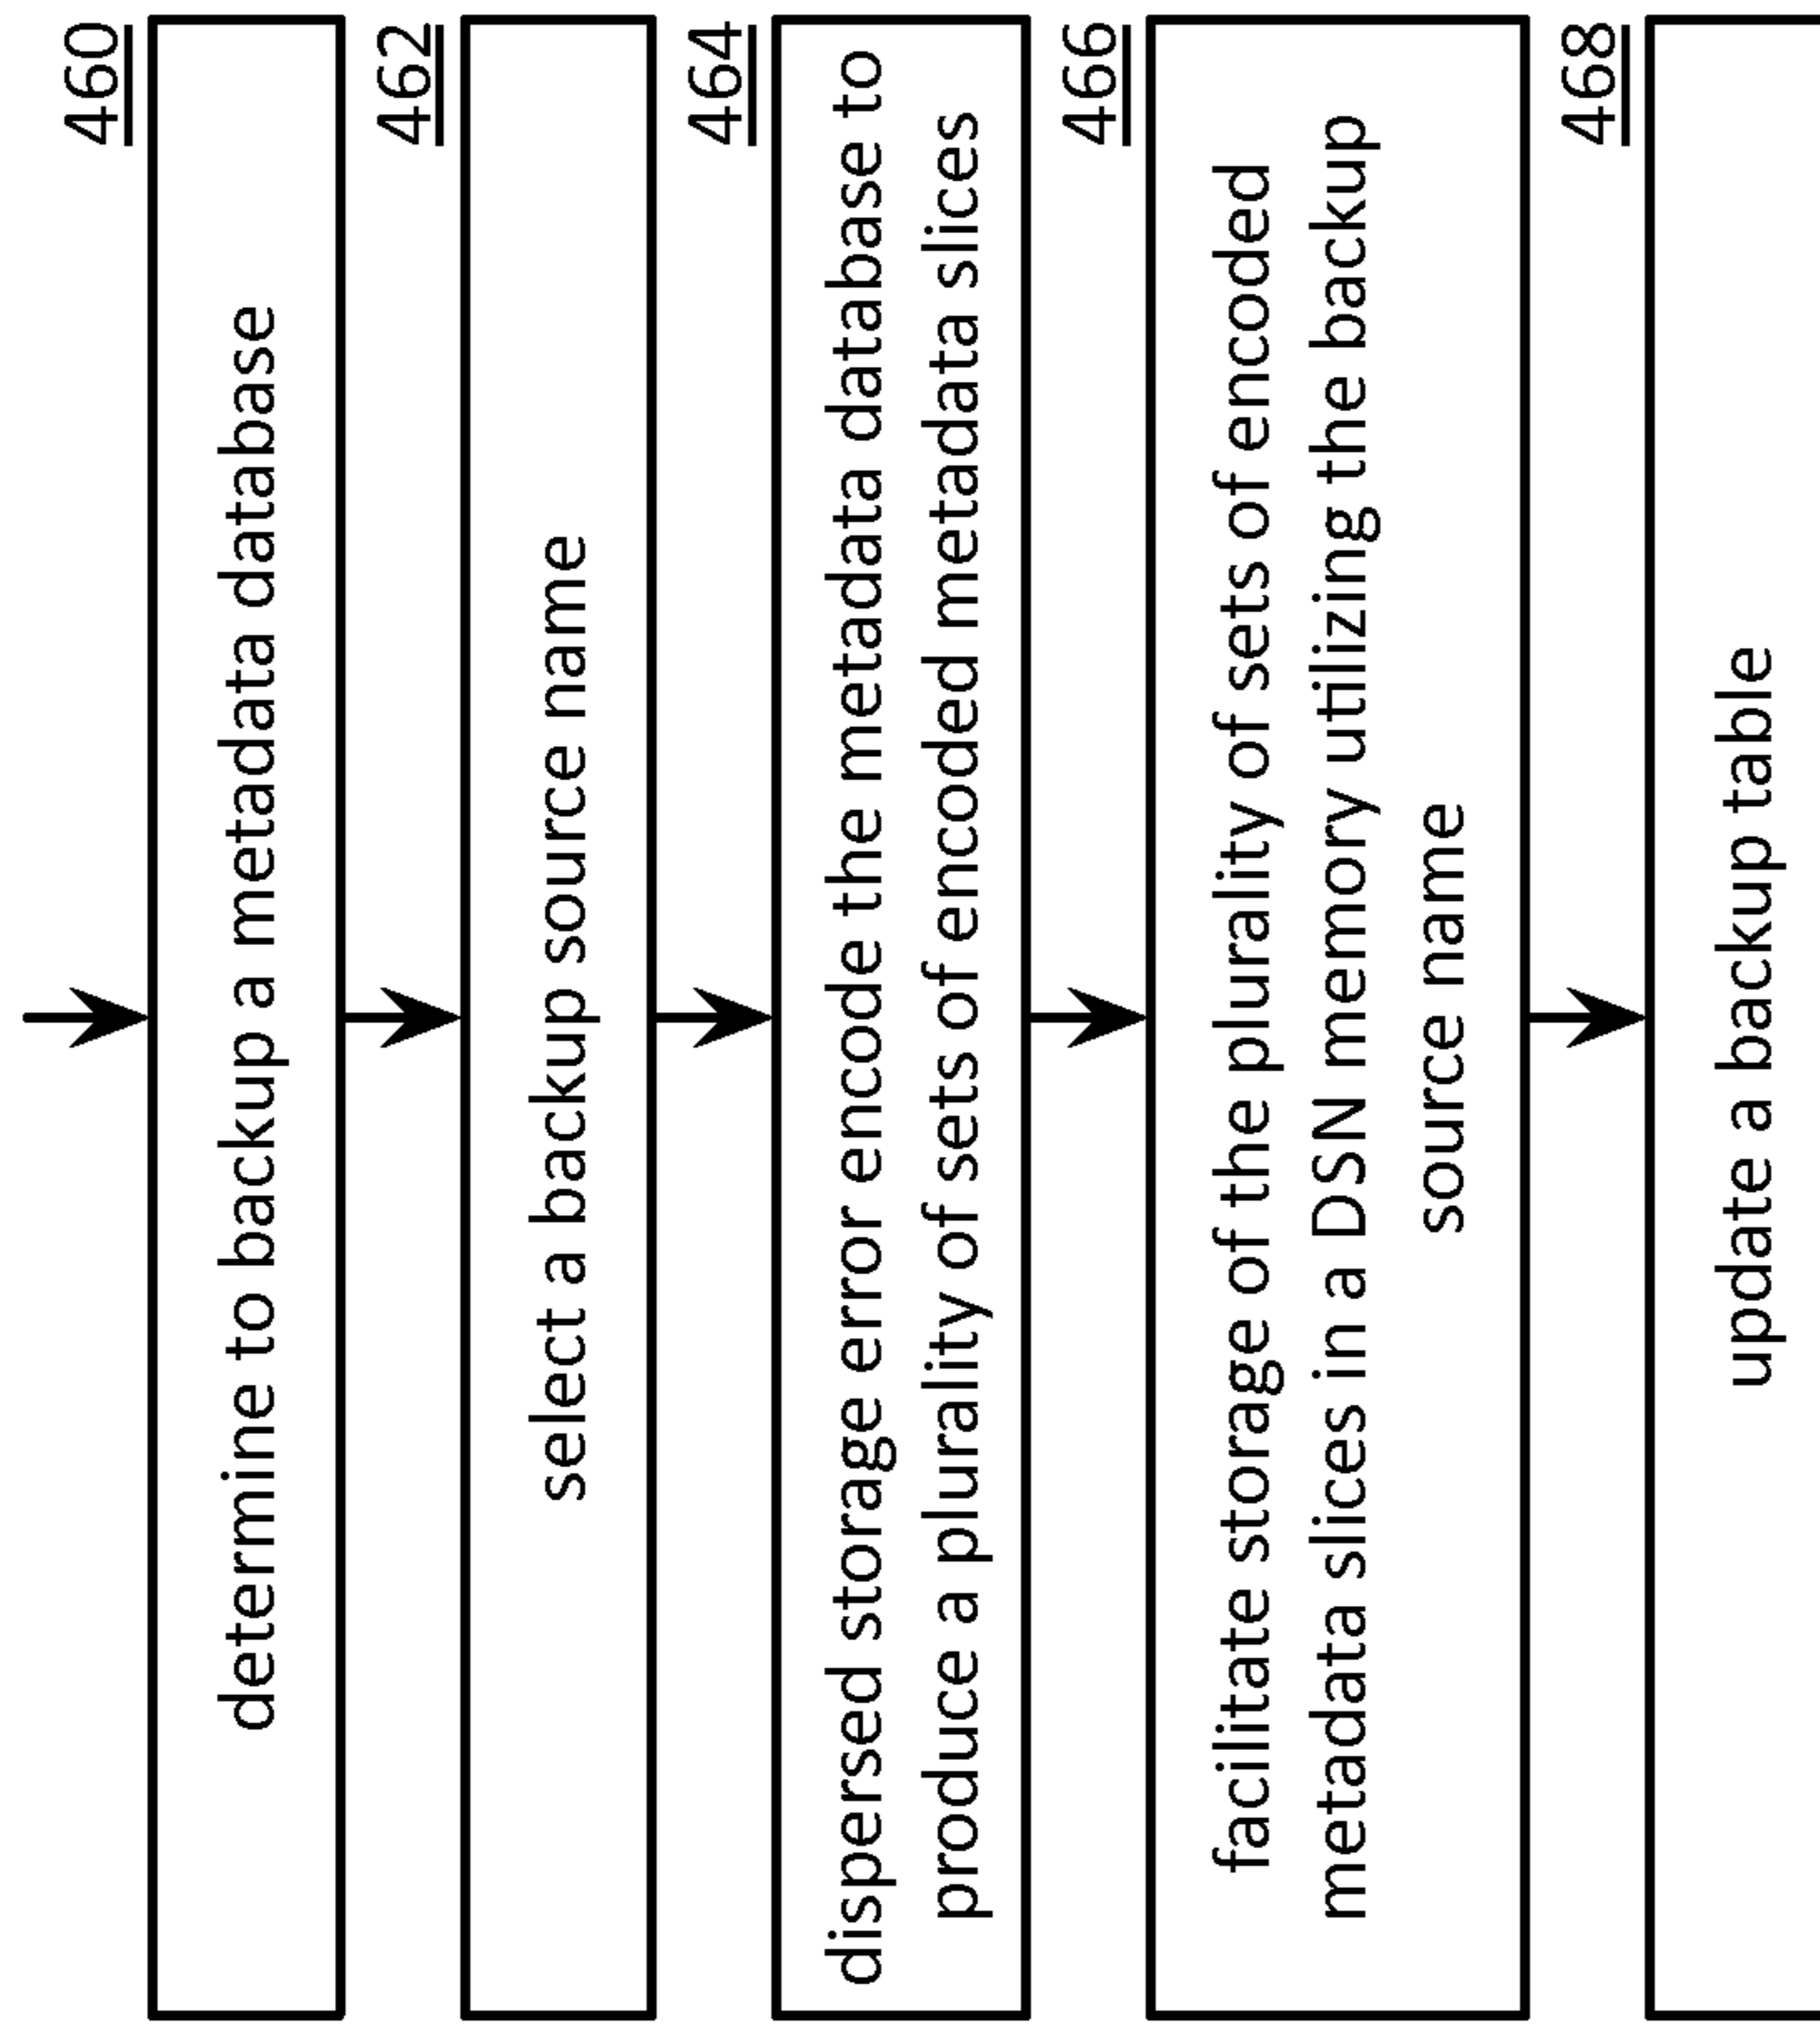 460
determine to backup a metadata database
462
select a backup source name
464
dispersed storage error encode the metadata database to
produce a plurality of sets of encoded metadata slices
466
facilitate storage of the plurality of sets of encoded
metadata slices in a DSN memory utilizing the backup
source name
468
update a backup table